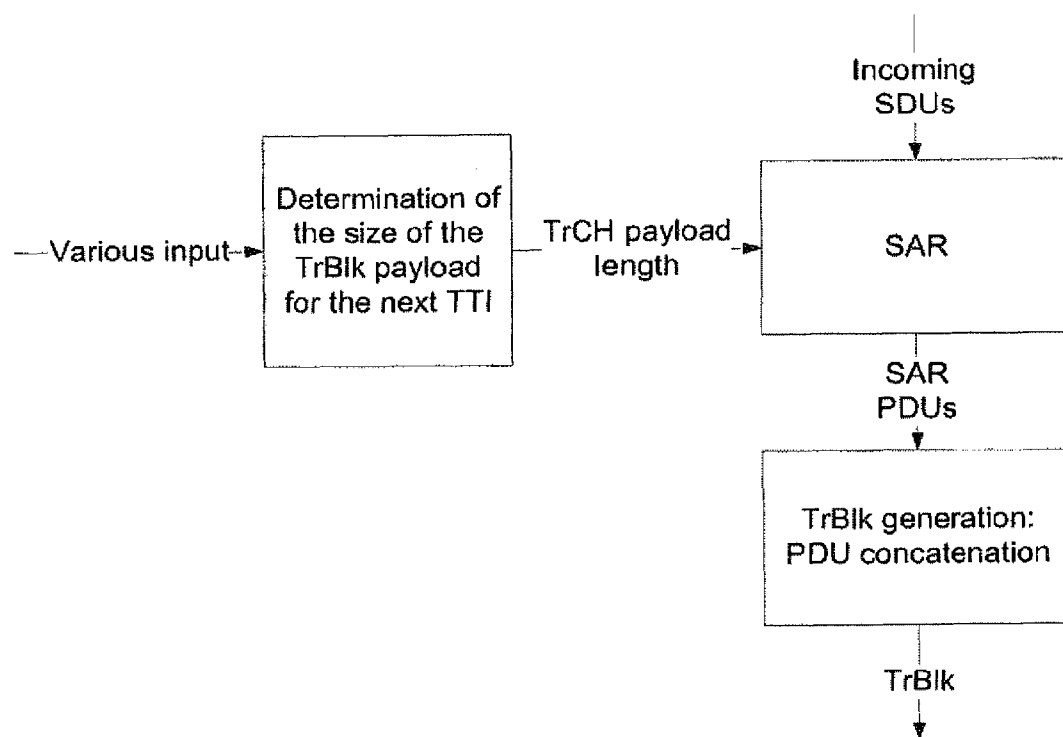 Incoming
SDUs
Determination of
the size of the
TrBlk payload
for the next TTI
Various input
TrCH payload
length
SAR
SAR
PDUs
TrBlk generation:
PDU concatenation
TrBlk